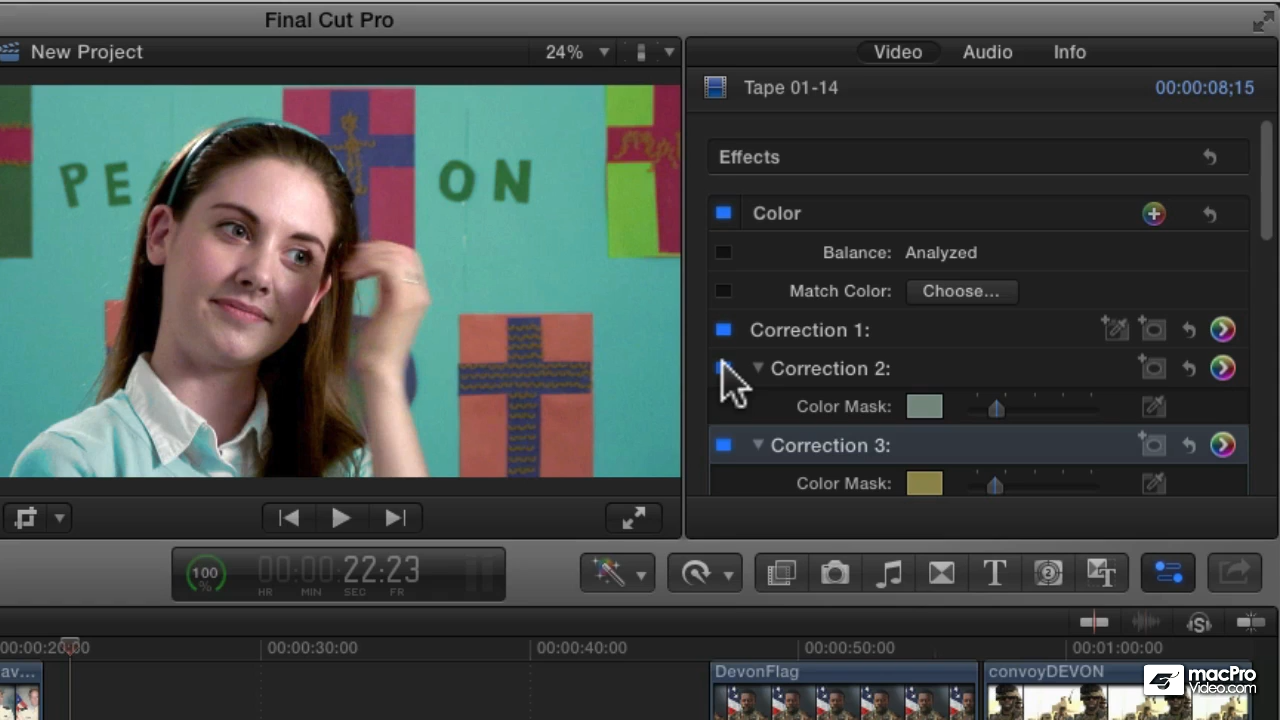 Final Cut Pro
New Project
24%
Video Audio Info
Tape 01-14
00:00:08;15
PE
ON
Effects
Color
Balance: Analyzed
Match Color: Choose...
Correction 1:
Correction 2:
Color Mask:
Correction 3:
Color Mask:
100
%
00:00:22:23
HR MIN SEC FR
T
2
T
S
00:00:20:00 00:00:30:00 00:00:40:00 00:00:50:00 00:01:00:00
av...
DevonFlag
convoyDEVON
macPro
Video.com